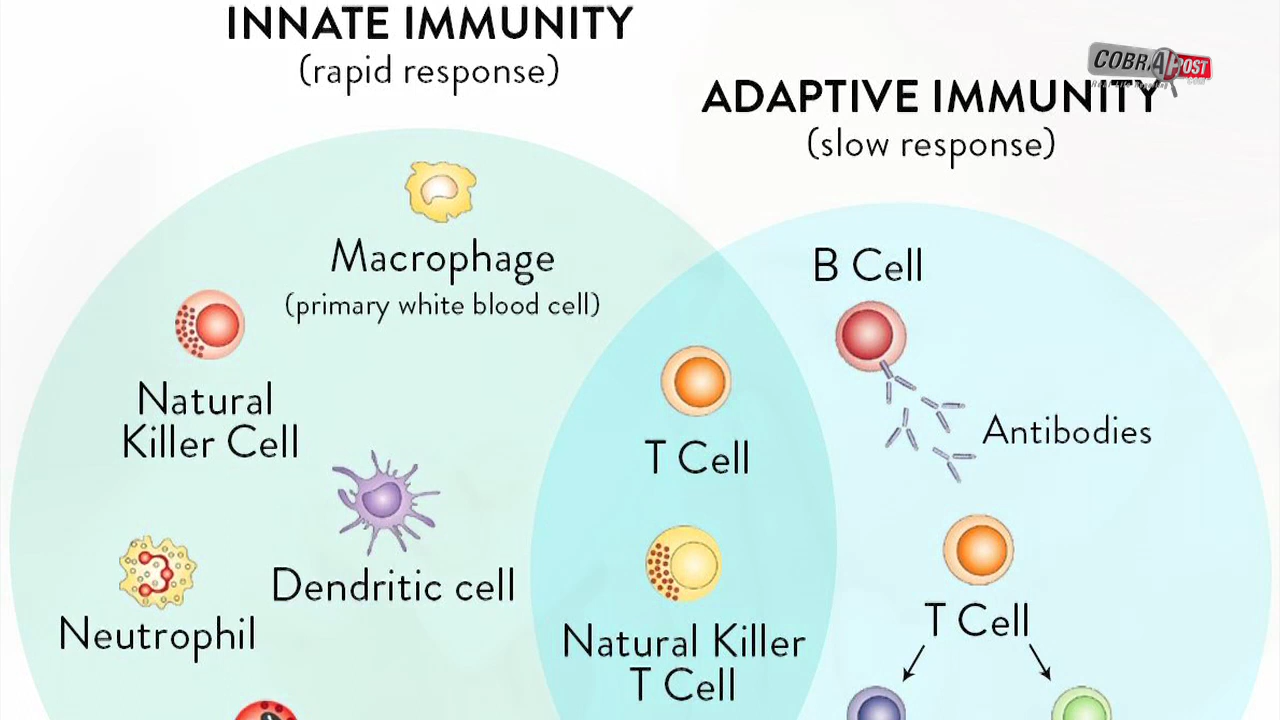 INNATE IMMUNITY
(rapid response)
COBRAPOST
ADAPTIVE IMMUNITY
(slow response)
Macrophage
(primary white blood cell)
B Cell
Natural
Killer Cell
T Cell
Antibodies
Dendritic cell
Neutrophil
T Cell
Natural Killer
T Cell